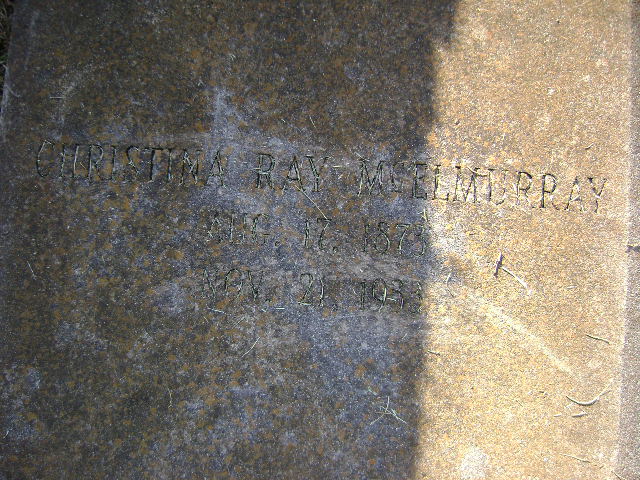 CHRISTINA RAY MCELMURRAY
AUG. 17, 1873
NOV. 21, 1933